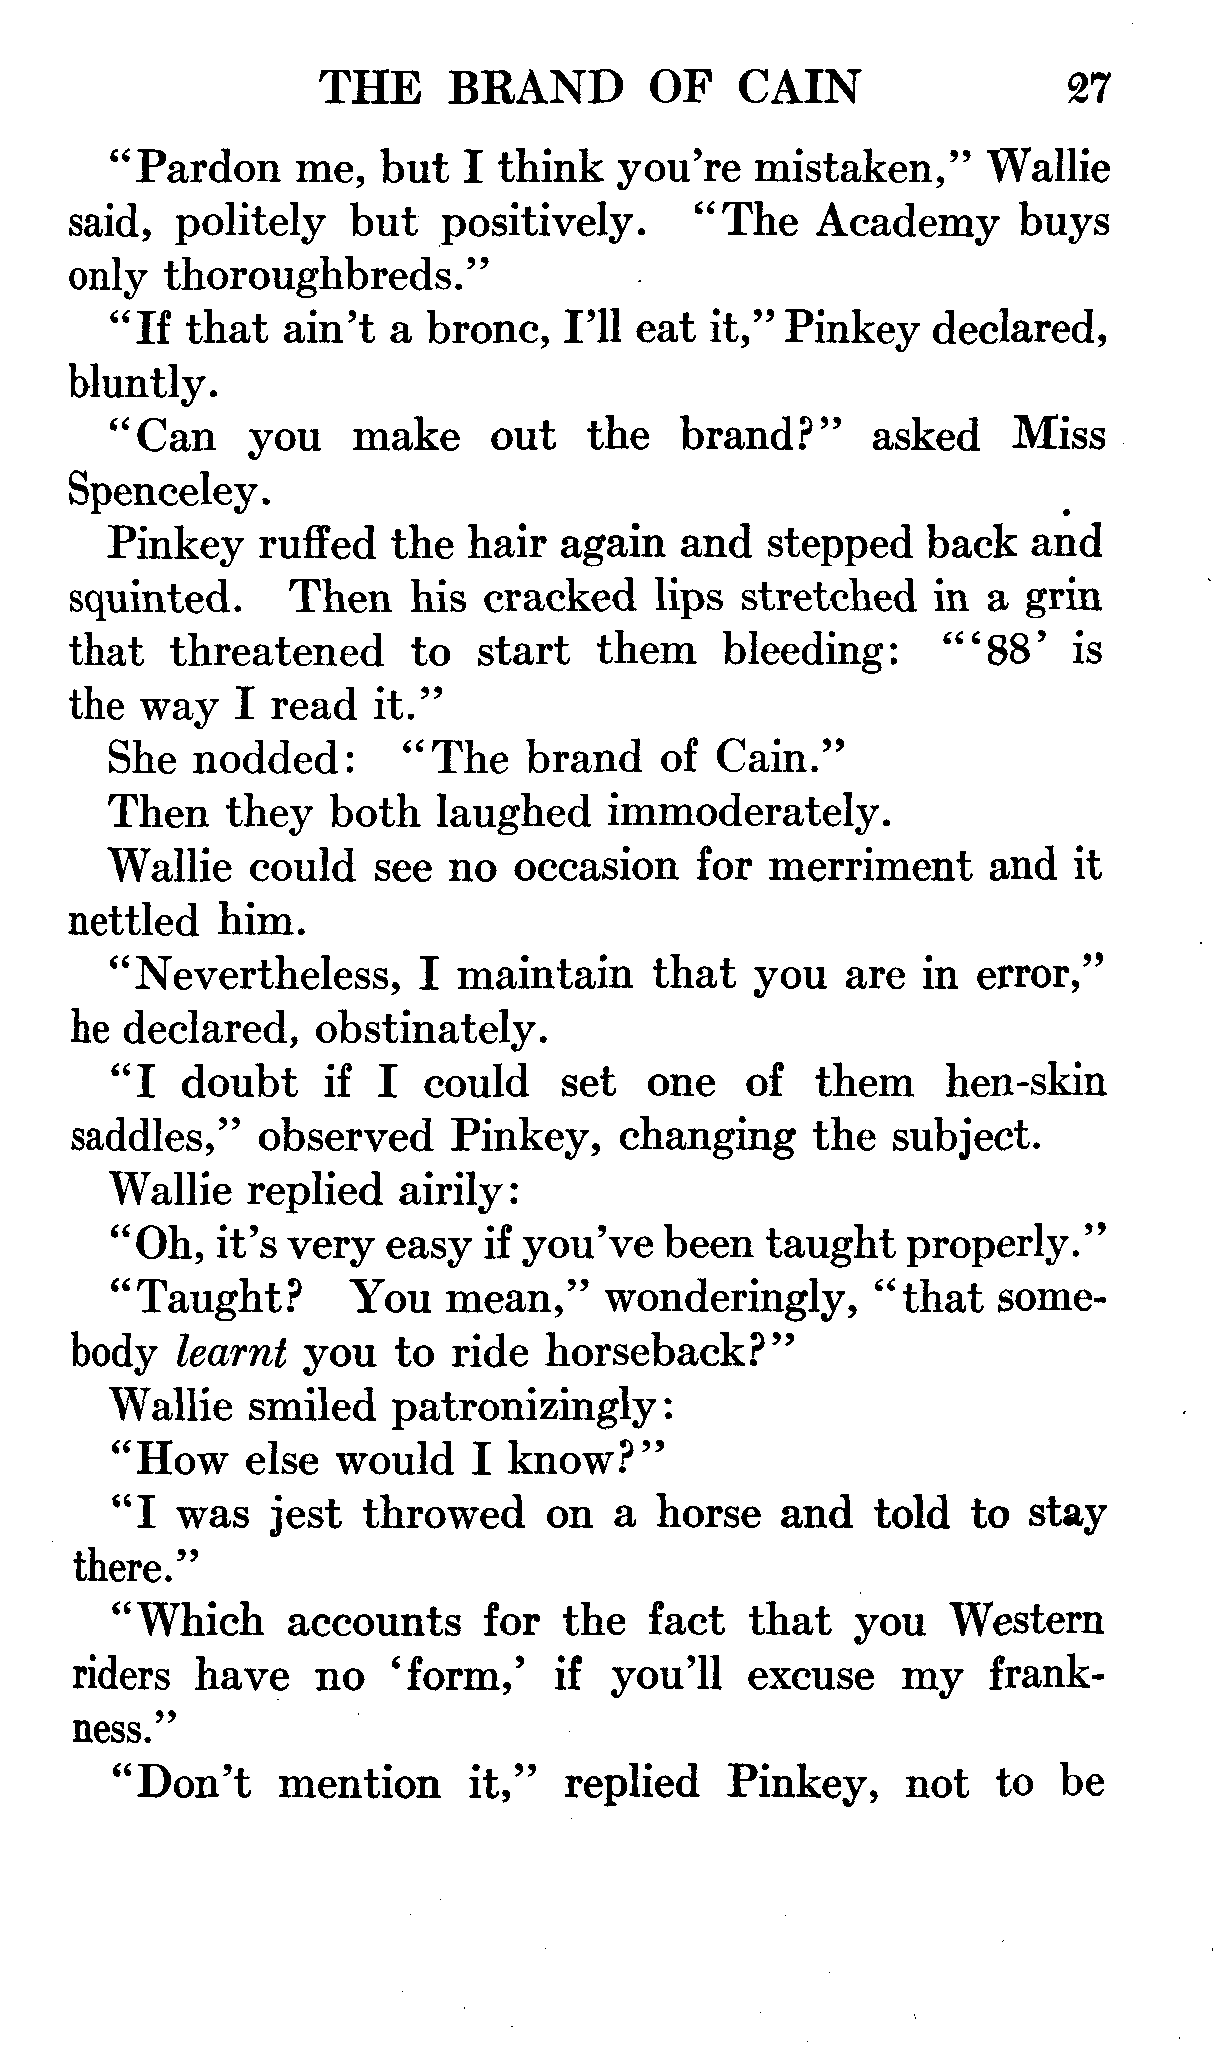 THE BRAND OF CAIN 27
“Pardon me, but I think you're mistaken,” Wallie
said, politely but positively. “The Academy buys
only thoroughbreds.”
“If that ain't a bronc, I'll eat it,” Pinkey declared,
bluntly.
“Can you make out the brand?” asked Miss
Spenceley.
Pinkey ruffed the hair again and stepped back and
squinted. Then his cracked lips stretched in a grin
that threatened to start them bleeding: “‘88’ is
the way I read it.”
She nodded: “The brand of Cain.”
Then they both laughed immoderately.
Wallie could see no occasion for merriment and it
nettled him.
“Nevertheless, I maintain that you are in error,”
he declared, obstinately.
“I doubt if I could set one of them hen-skin
saddles,” observed Pinkey, changing the subject.
Wallie replied airily:
“Oh, it's very easy if you've been taught properly.”
“Taught? You mean,” wonderingly, “that some-
body learnt you to ride horseback?”
Wallie smiled patronizingly:
“How else would I know?”
“I was jest throwed on a horse and told to stay
there.”
“Which accounts for the fact that you Western
riders have no ‘form,’ if you'll excuse my frank-
ness.”
“Don't mention it,” replied Pinkey, not to be